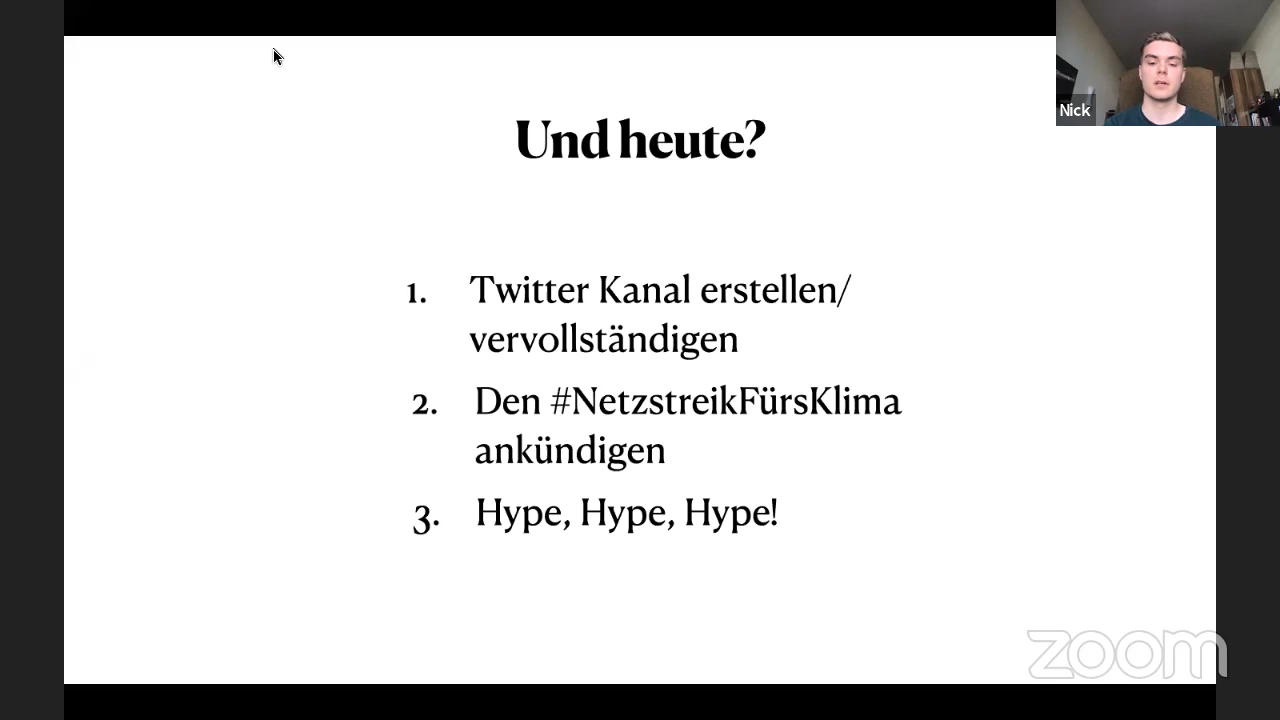 Nick
Und heute?
1. Twitter Kanal erstellen/
vervollständigen
2. Den #NetzstreikFürsKlima
ankündigen
3. Hype, Hype, Hype!
zoom